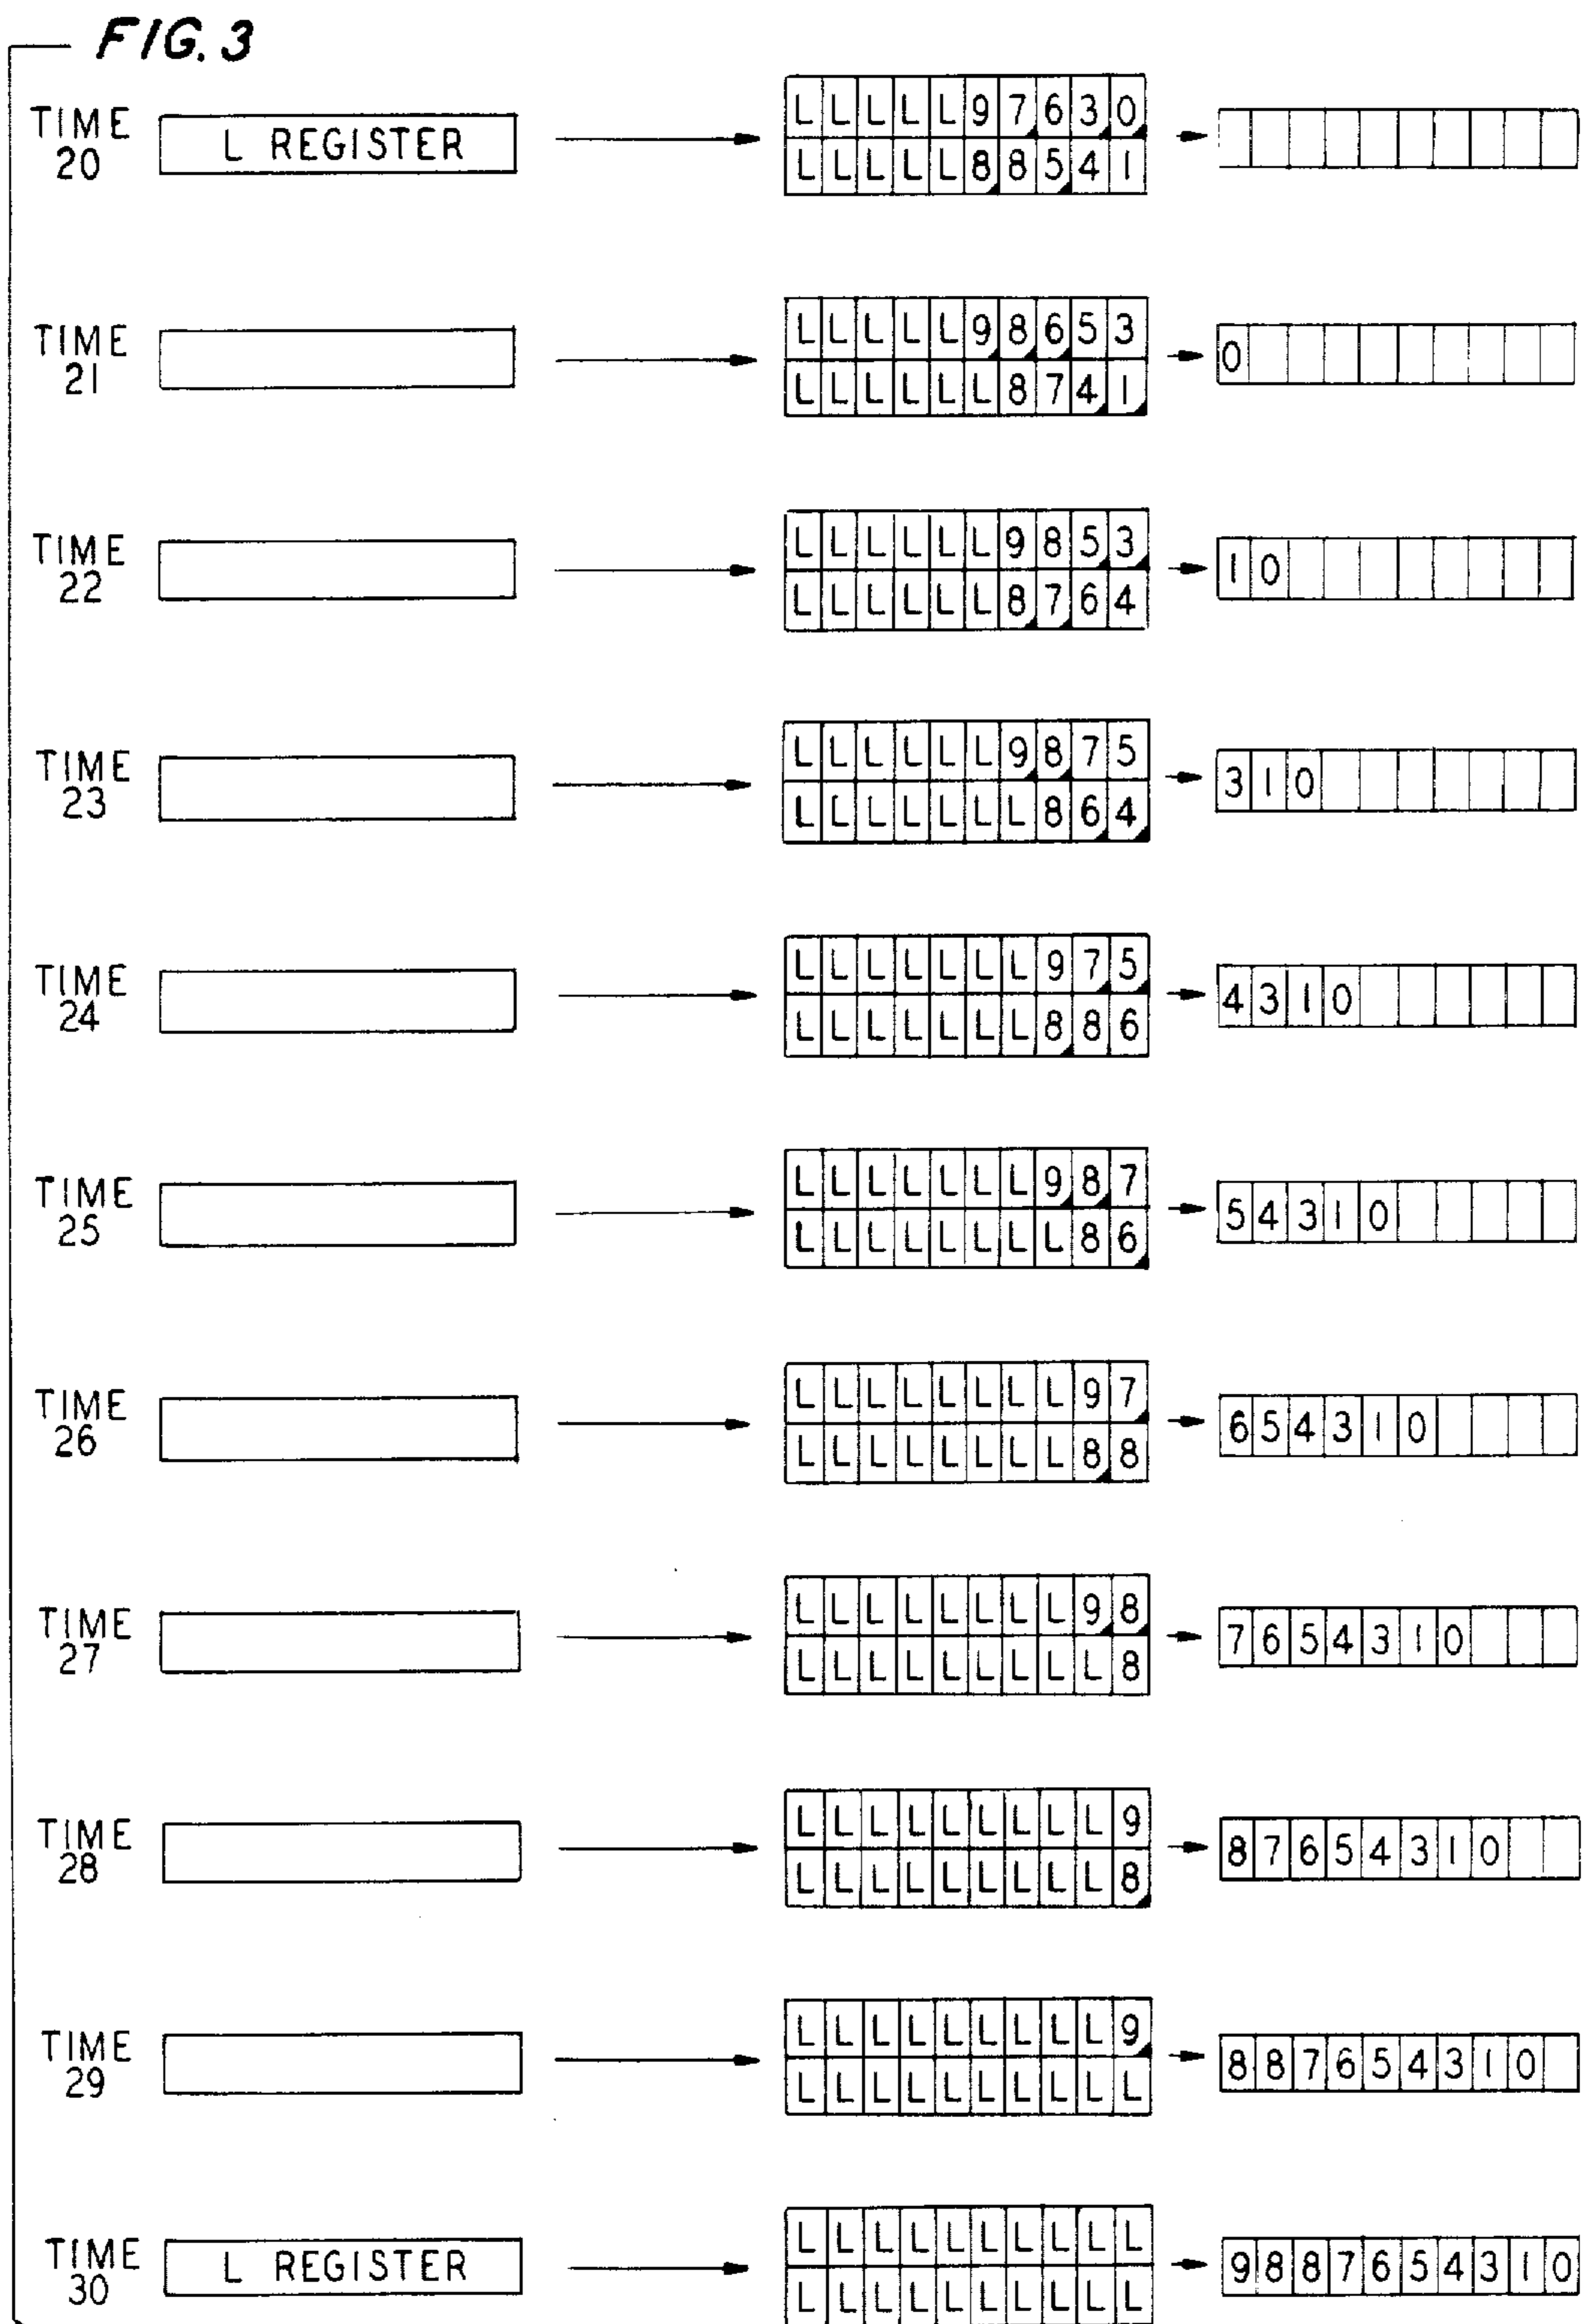 FIG. 3
TIME 20
L REGISTER
L L L L L 9 7 6 3 0
L L L L L 8 8 5 4 1
TIME 21
L L L L L 9 8 6 5 3
L L L L L L 8 7 4 1
0
TIME 22
L L L L L L 9 8 5 3
L L L L L L 8 7 6 4
1 0
TIME 23
L L L L L L 9 8 7 5
L L L L L L L 8 6 4
3 1 0
TIME 24
L L L L L L L 9 7 5
L L L L L L L 8 8 6
4 3 1 0
TIME 25
L L L L L L L 9 8 7
L L L L L L L L 8 6
5 4 3 1 0
TIME 26
L L L L L L L L 9 7
L L L L L L L L 8 8
6 5 4 3 1 0
TIME 27
L L L L L L L L 9 8
L L L L L L L L L 8
7 6 5 4 3 1 0
TIME 28
L L L L L L L L L 9
L L L L L L L L L 8
8 7 6 5 4 3 1 0
TIME 29
L L L L L L L L L 9
L L L L L L L L L L
8 8 7 6 5 4 3 1 0
TIME 30
L REGISTER
L L L L L L L L L L
L L L L L L L L L L
9 8 8 7 6 5 4 3 1 0